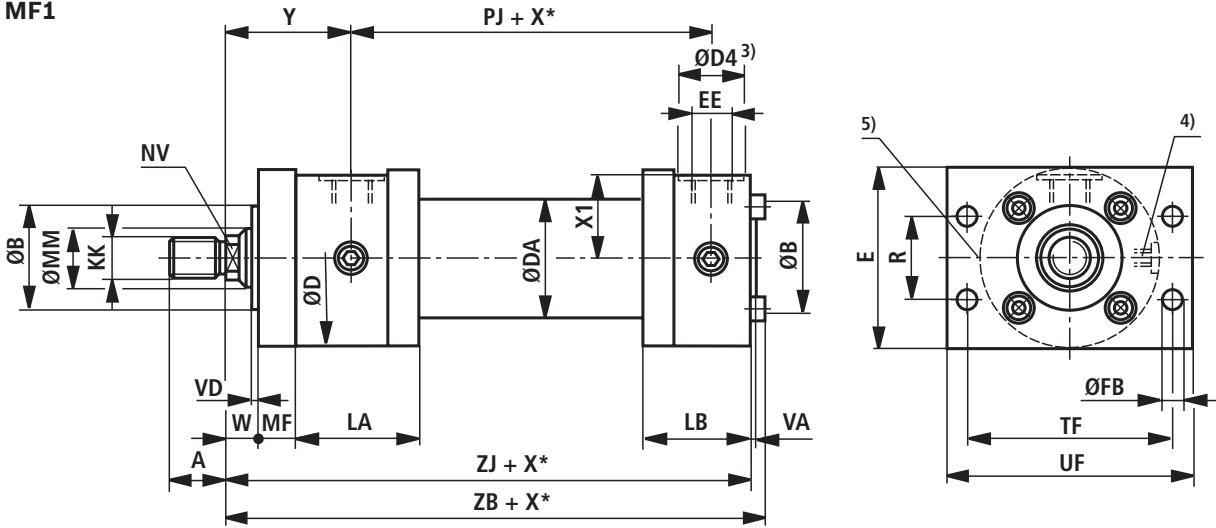 MF1
Y
PJ + X*
ØD4 3)
EE
5)
4)
NV
ØB
ØMM
KK
ØD
ØDA
X1
ØB
E
R
VD
ØFB
W
MF
LA
LB
VA
TF
A
ZJ + X*
UF
ZB + X*